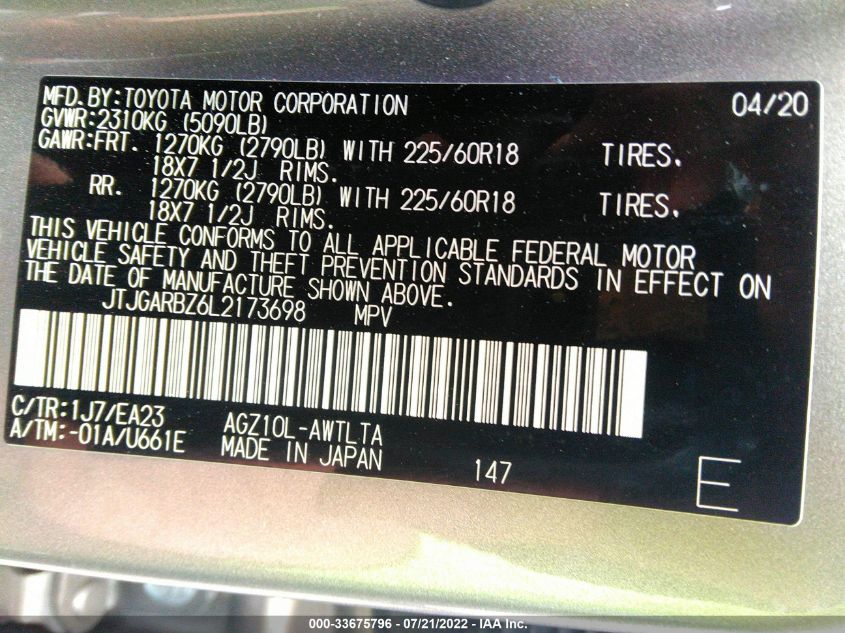 MFD.BY:TOYOTA MOTOR CORPORATION 04/20
GVWR:2310KG (5090LB)
GAWR:FRT. 1270KG (2790LB) WITH 225/60R18 TIRES.
18X7 1/2J RIMS.
RR. 1270KG (2790LB) WITH 225/60R18 TIRES.
18X7 1/2J RIMS.
THIS VEHICLE CONFORMS TO ALL APPLICABLE FEDERAL MOTOR
VEHICLE SAFETY AND THEFT PREVENTION STANDARDS IN EFFECT ON
THE DATE OF MANUFACTURE SHOWN ABOVE.
JTJGARBZ6L2173698 MPV
C/TR:1J7/EA23 AGZ10L-AWTLTA
A/TM:-01A/U661E MADE IN JAPAN 147 E
000-33675796 - 07/21/2022 - IAA Inc.